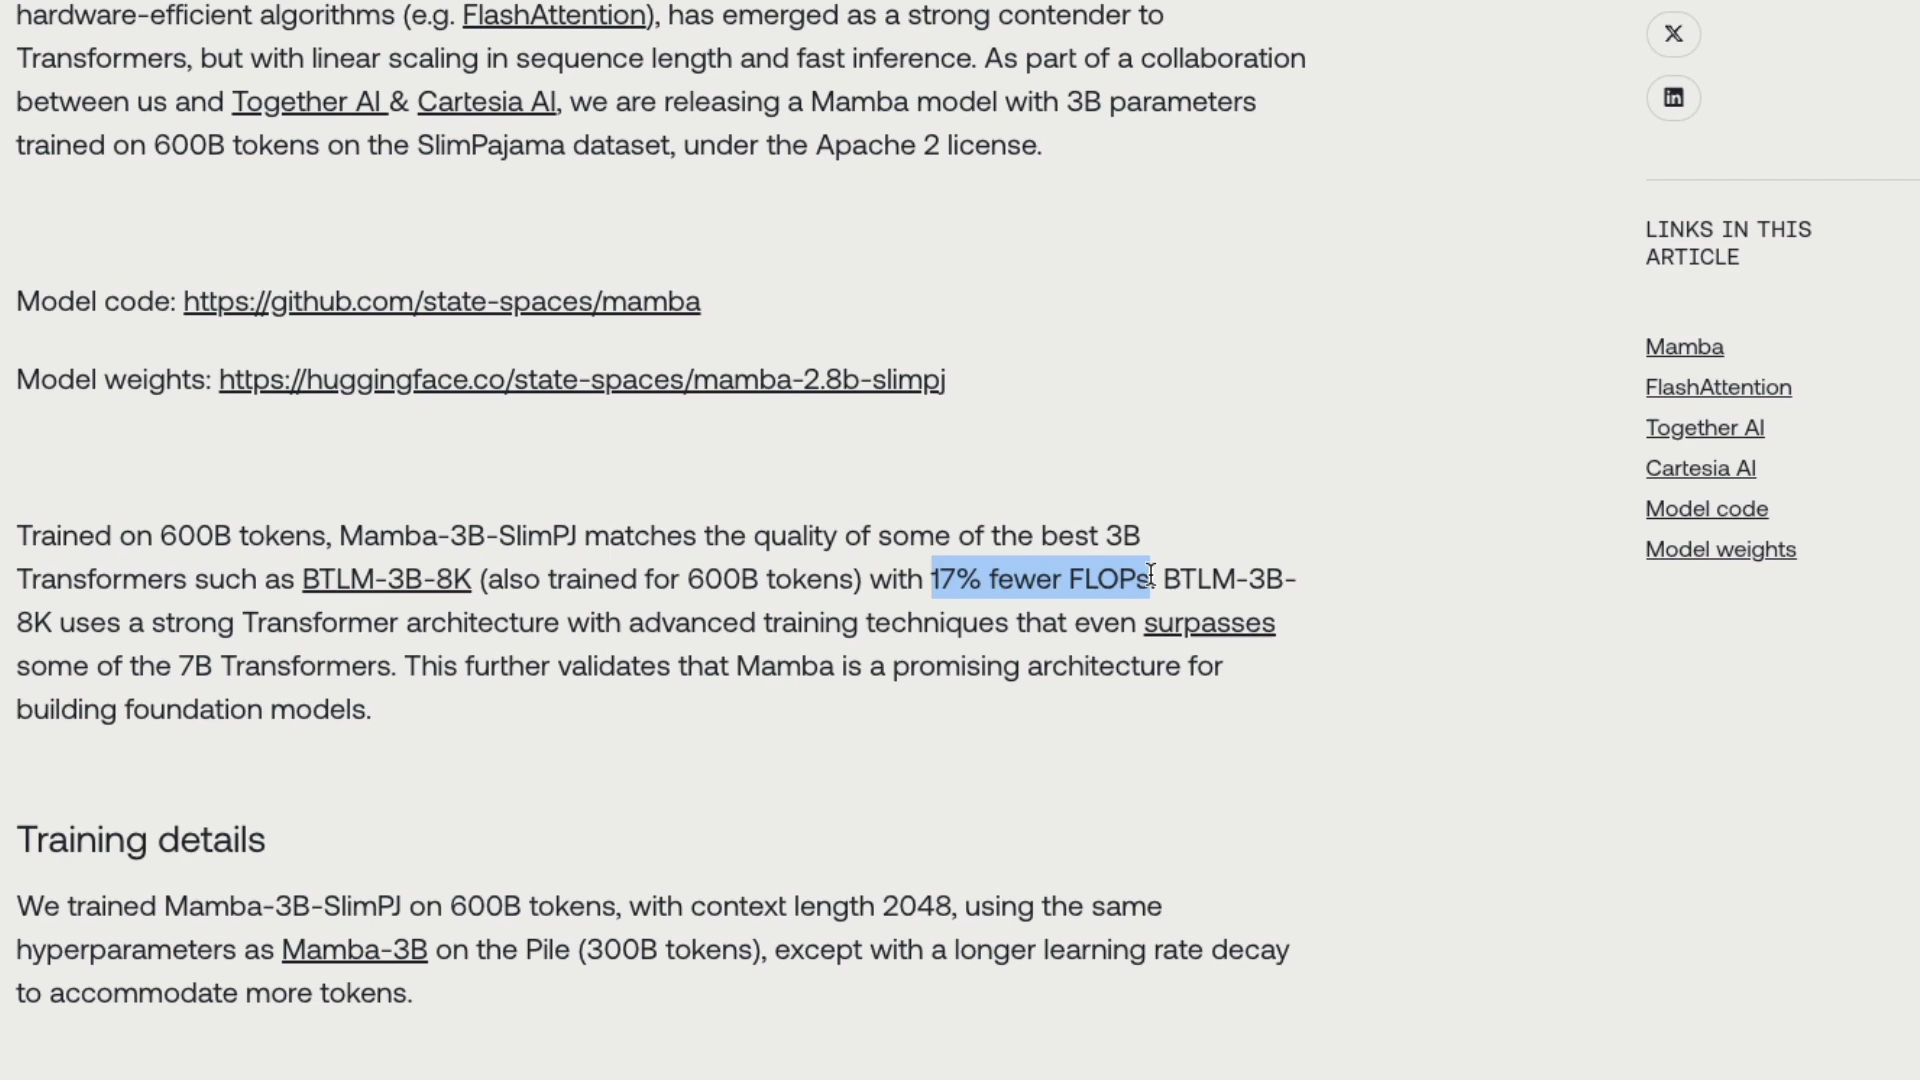 hardware-efficient algorithms (e.g. FlashAttention), has emerged as a strong contender to
Transformers, but with linear scaling in sequence length and fast inference. As part of a collaboration
between us and Together AI & Cartesia AI, we are releasing a Mamba model with 3B parameters
trained on 600B tokens on the SlimPajama dataset, under the Apache 2 license.
Model code: https://github.com/state-spaces/mamba
Model weights: https://huggingface.co/state-spaces/mamba-2.8b-slimpj
Trained on 600B tokens, Mamba-3B-SlimPJ matches the quality of some of the best 3B
Transformers such as BTLM-3B-8K (also trained for 600B tokens) with 17% fewer FLOPs. BTLM-3B-
8K uses a strong Transformer architecture with advanced training techniques that even surpasses
some of the 7B Transformers. This further validates that Mamba is a promising architecture for
building foundation models.
Training details
We trained Mamba-3B-SlimPJ on 600B tokens, with context length 2048, using the same
hyperparameters as Mamba-3B on the Pile (300B tokens), except with a longer learning rate decay
to accommodate more tokens.
X
in
LINKS IN THIS
ARTICLE
Mamba
FlashAttention
Together AI
Cartesia AI
Model code
Model weights